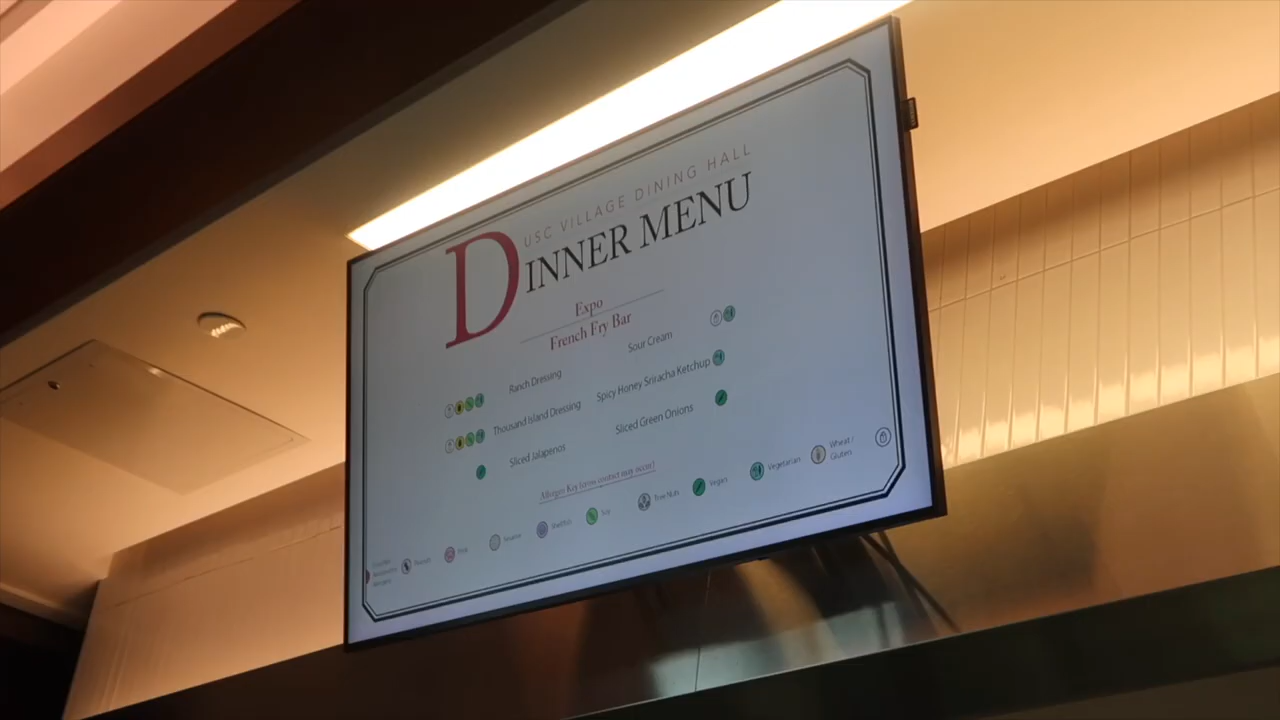 USC VILLAGE DINING HALL
DINNER MENU
Expo
French Fry Bar
Ranch Dressing
Thousand Island Dressing
Sliced Jalapenos
Sour Cream
Spicy Honey Sriracha Ketchup
Sliced Green Onions
Allergen Key (cross contact may occur)
Peanuts
Pork
Sesame
Shellfish
Soy
Tree Nuts
Vegan
Vegetarian
Wheat /
Gluten